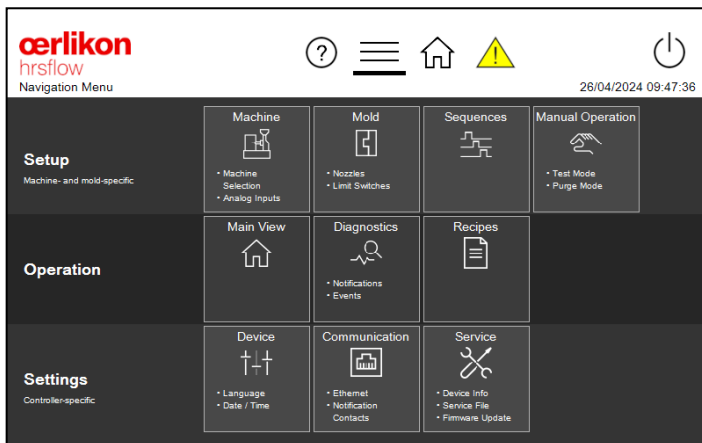 œrlikon
hrsflow
Navigation Menu
?
!
26/04/2024 09:47:36
Setup
Machine- and mold-specific
Machine
• Machine
Selection
• Analog Inputs
Mold
• Nozzles
• Limit Switches
Sequences
Manual Operation
• Test Mode
• Purge Mode
Operation
Main View
Diagnostics
• Notifications
• Events
Recipes
Settings
Controller-specific
Device
• Language
• Date / Time
Communication
• Ethernet
• Notification
Contacts
Service
• Device Info
• Service File
• Firmware Update